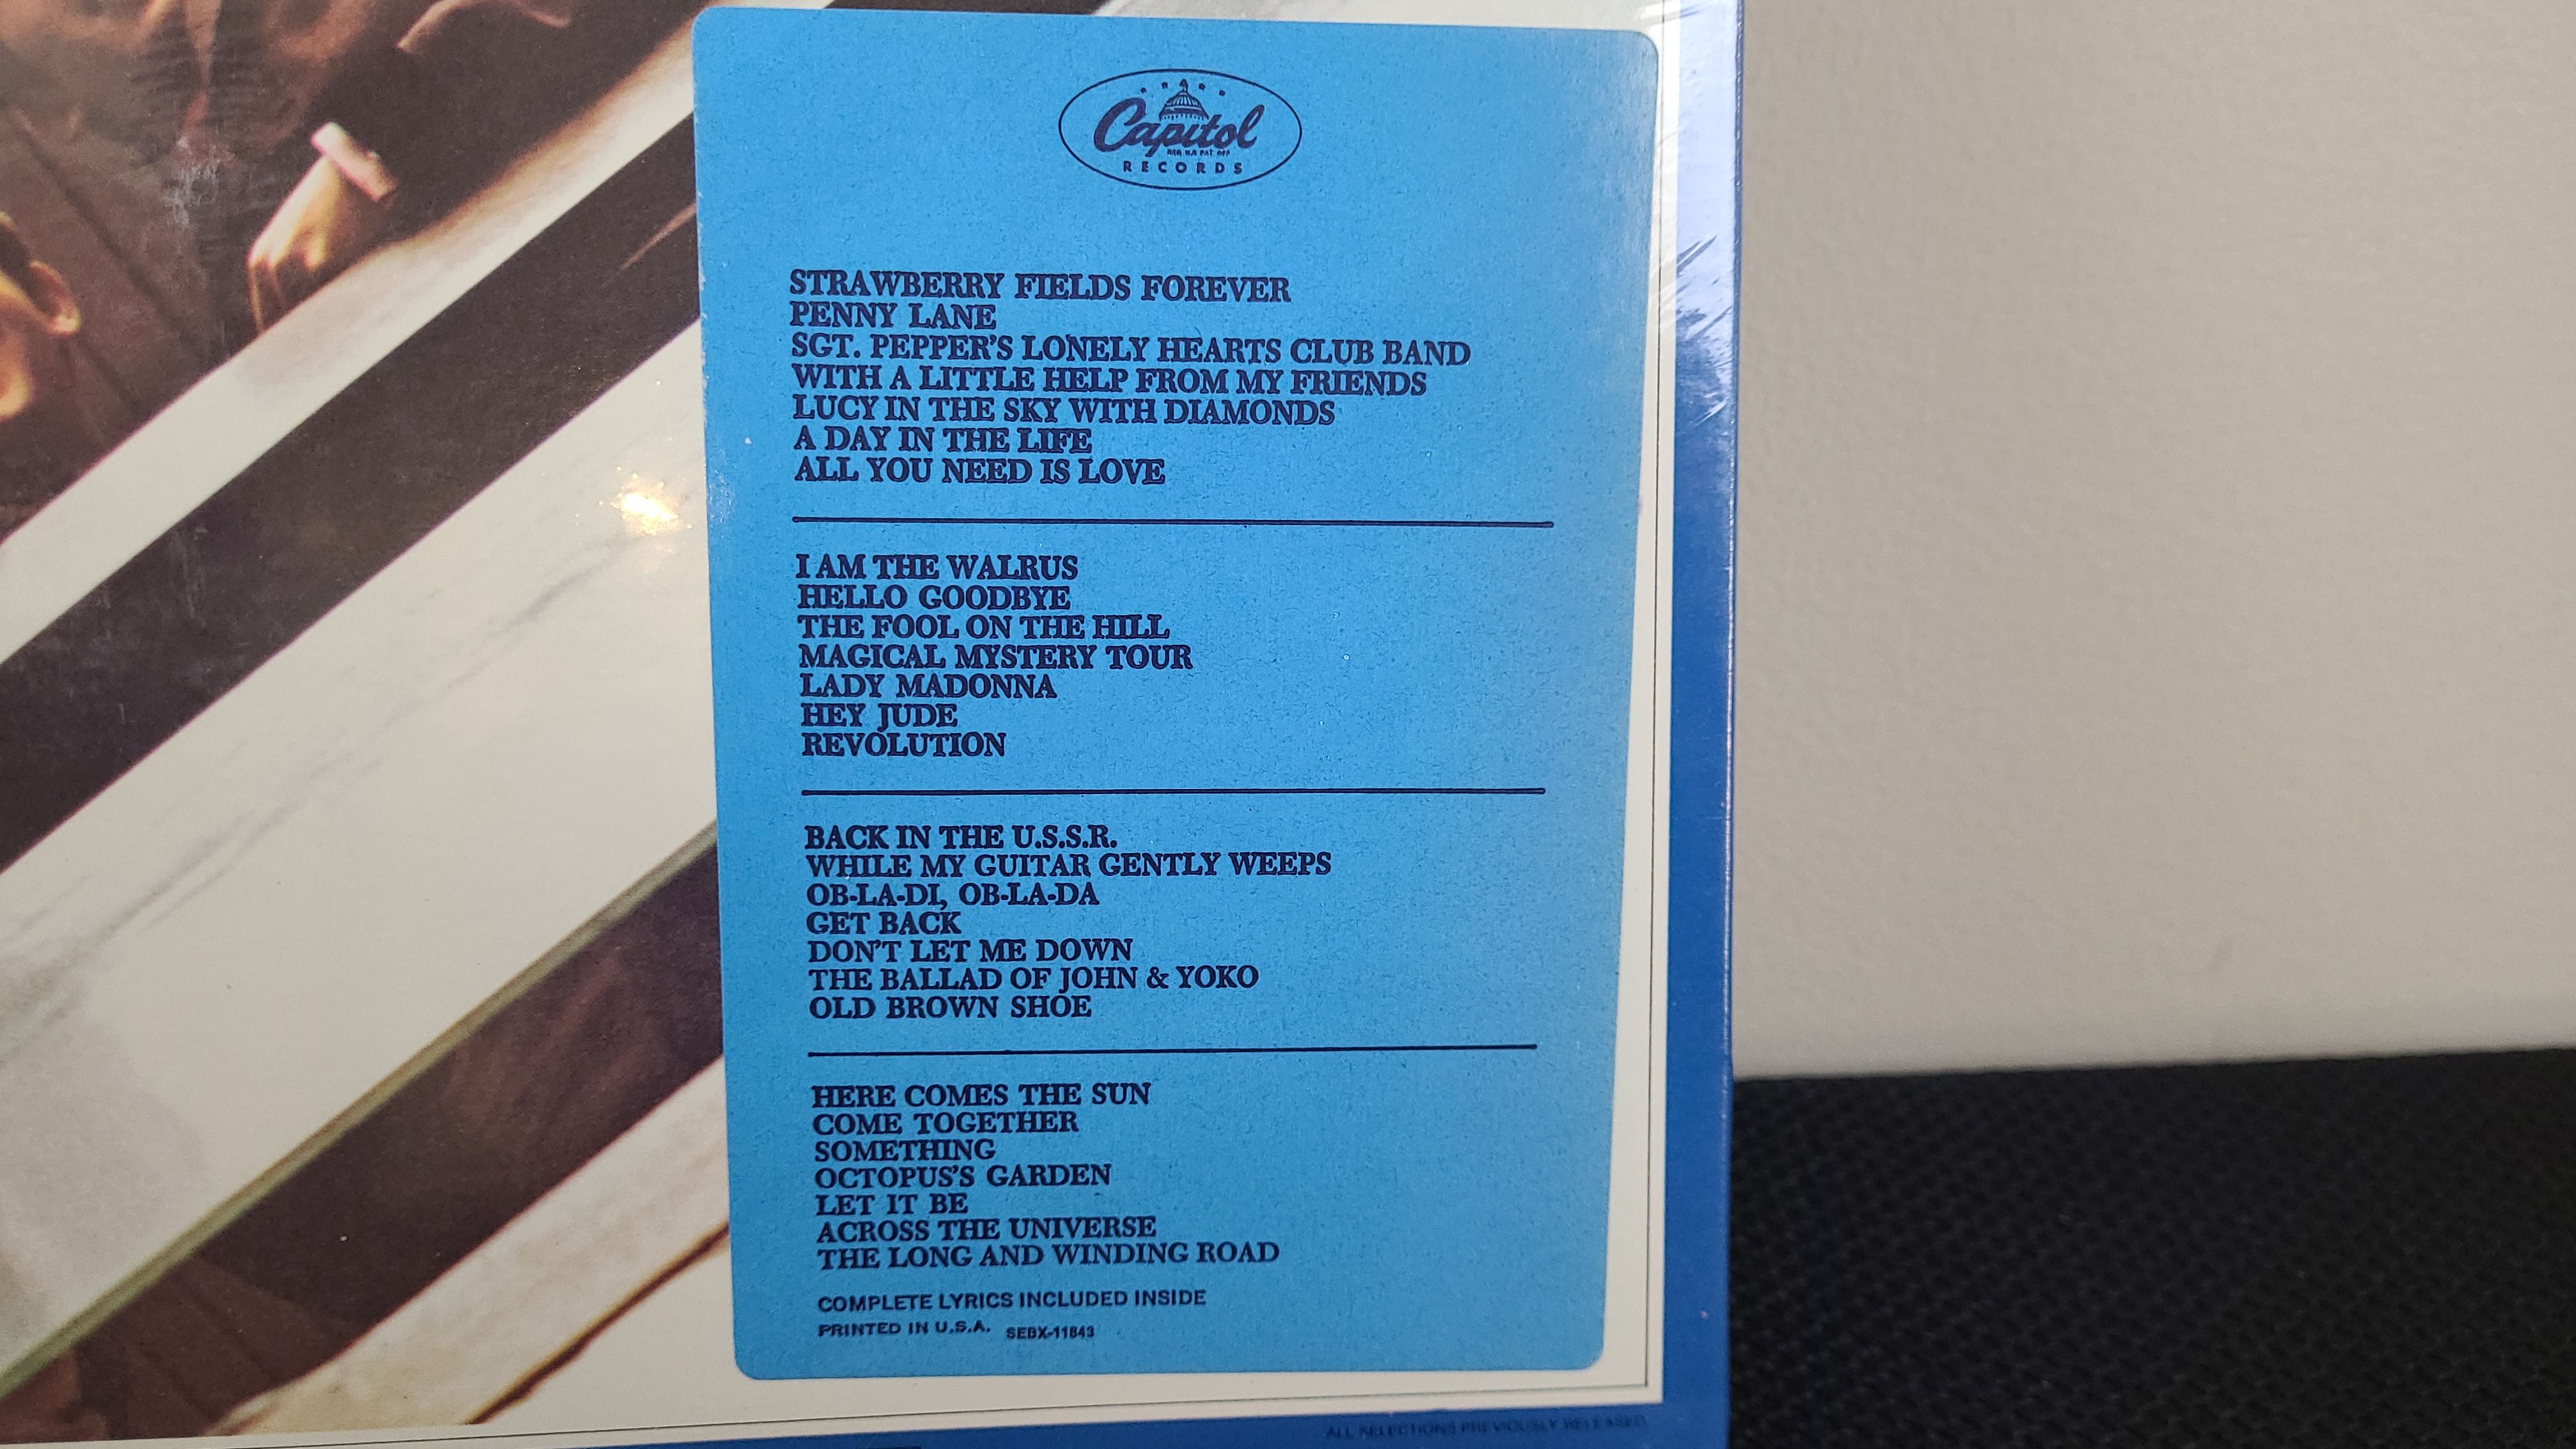 Capitol
REG. U.S. PAT. OFF.
RECORDS
STRAWBERRY FIELDS FOREVER
PENNY LANE
SGT. PEPPER'S LONELY HEARTS CLUB BAND
WITH A LITTLE HELP FROM MY FRIENDS
LUCY IN THE SKY WITH DIAMONDS
A DAY IN THE LIFE
ALL YOU NEED IS LOVE
I AM THE WALRUS
HELLO GOODBYE
THE FOOL ON THE HILL
MAGICAL MYSTERY TOUR
LADY MADONNA
HEY JUDE
REVOLUTION
BACK IN THE U.S.S.R.
WHILE MY GUITAR GENTLY WEEPS
OB-LA-DI, OB-LA-DA
GET BACK
DON'T LET ME DOWN
THE BALLAD OF JOHN & YOKO
OLD BROWN SHOE
HERE COMES THE SUN
COME TOGETHER
SOMETHING
OCTOPUS'S GARDEN
LET IT BE
ACROSS THE UNIVERSE
THE LONG AND WINDING ROAD
COMPLETE LYRICS INCLUDED INSIDE
PRINTED IN U.S.A. SEBX-11843
ALL SELECTIONS PREVIOUSLY RELEASED.